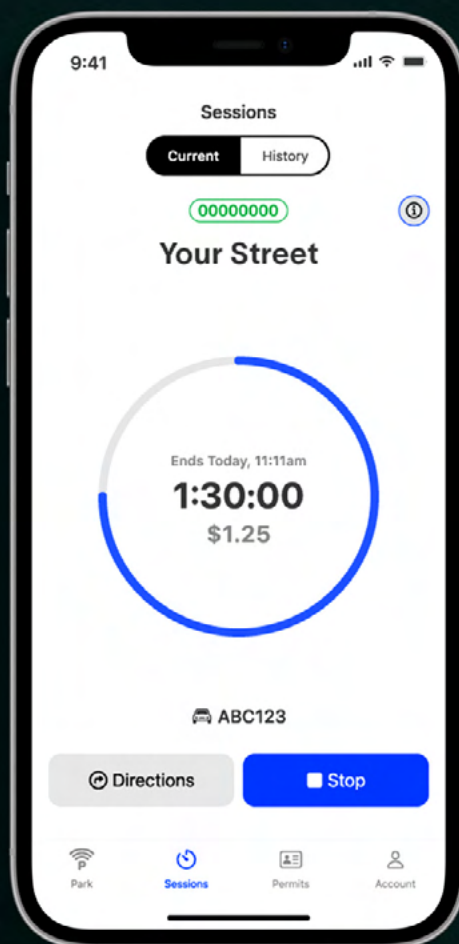 9:41
Sessions
Current History
00000000
Your Street
Ends Today, 11:11am
1:30:00
$1.25
ABC123
Directions Stop
P
Park Sessions Permits Account